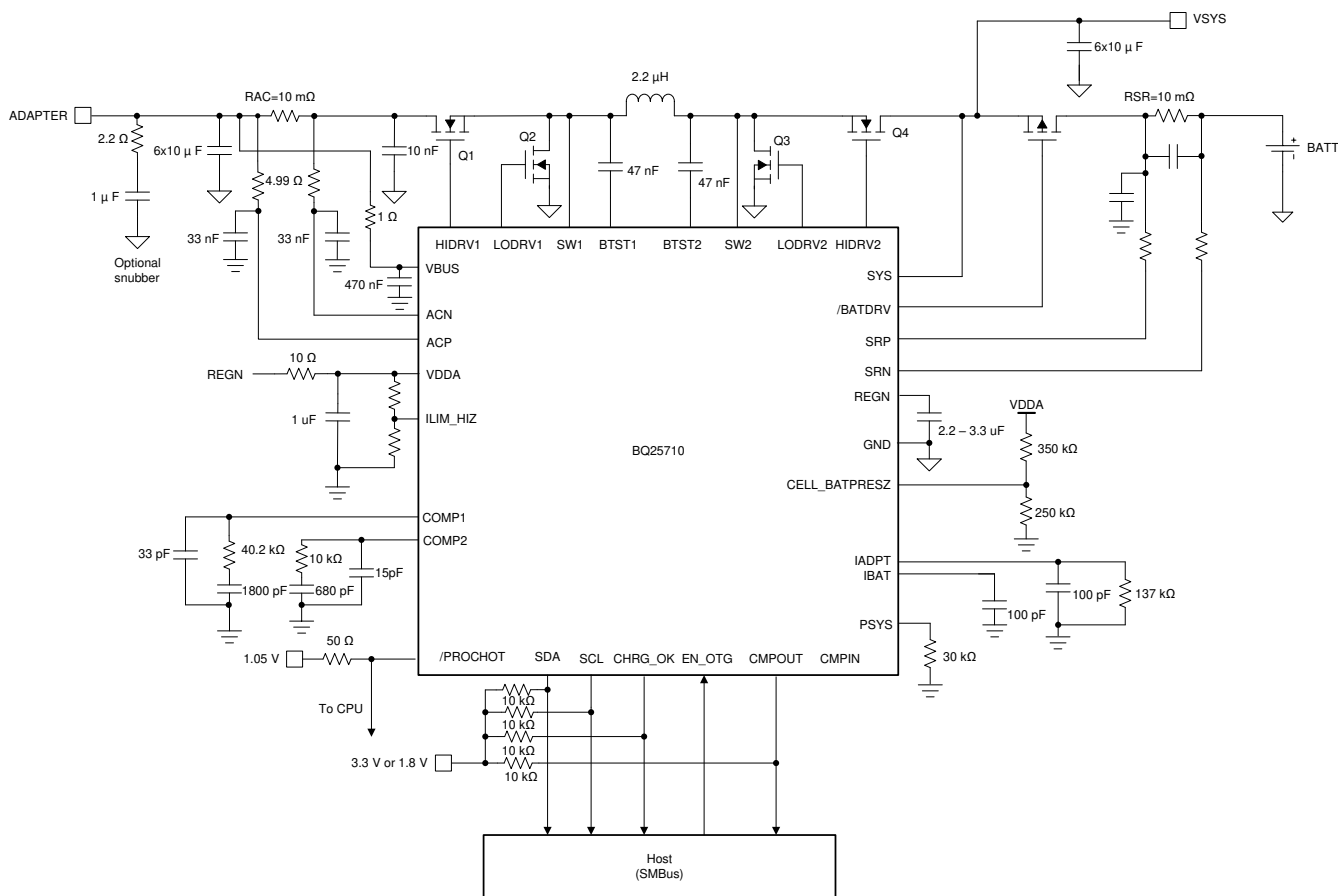 VSYS
6x10 µ F
2.2 µH
RAC=10 mΩ
RSR=10 mΩ
ADAPTER
2.2 Ω
6x10 µ F
10 nF
Q1
Q2
Q3
Q4
BATT
1 µ F
4.99 Ω
47 nF
47 nF
1 Ω
33 nF
33 nF
Optional
snubber
HIDRV1
LODRV1
SW1
BTST1
BTST2
SW2
LODRV2
HIDRV2
VBUS
470 nF
SYS
ACN
/BATDRV
ACP
SRP
10 Ω
REGN
VDDA
SRN
REGN
VDDA
1 uF
ILIM_HIZ
2.2 – 3.3 uF
GND
350 kΩ
BQ25710
CELL_BATPRESZ
250 kΩ
COMP1
COMP2
33 pF
40.2 kΩ
10 kΩ
15pF
1800 pF
680 pF
IADPT
IBAT
100 pF
137 kΩ
100 pF
PSYS
30 kΩ
50 Ω
1.05 V
/PROCHOT
SDA
SCL
CHRG_OK
EN_OTG
CMPOUT
CMPIN
To CPU
10 kΩ
10 kΩ
10 kΩ
3.3 V or 1.8 V
10 kΩ
Host
(SMBus)
+
-